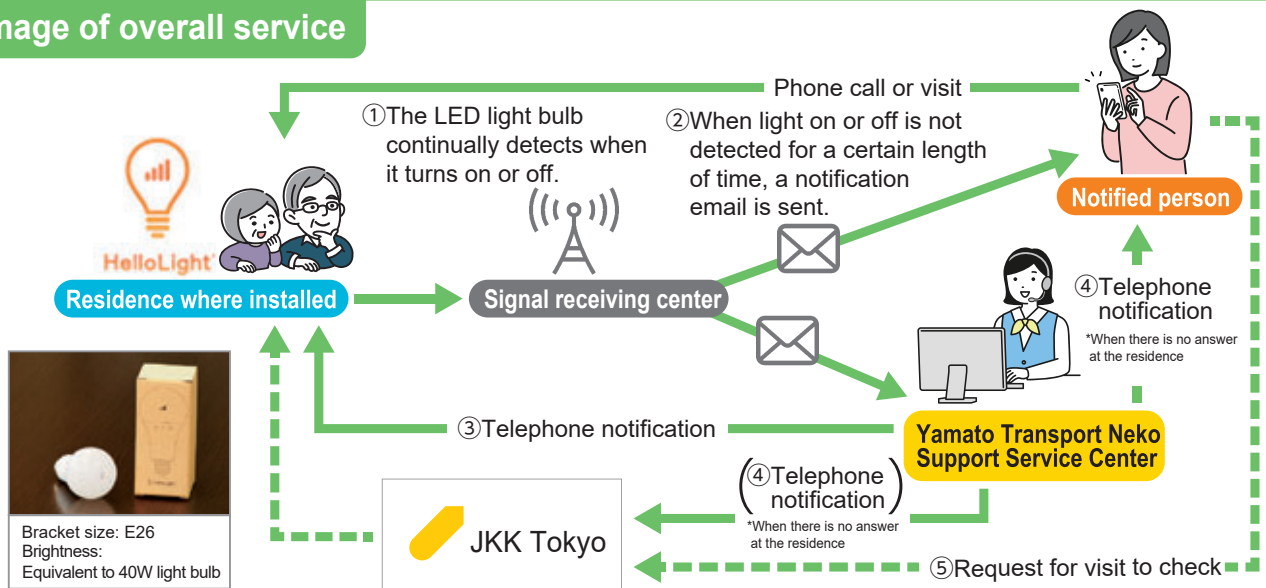 mage of overall service
Phone call or visit
①The LED light bulb
continually detects when
it turns on or off.
②When light on or off is not
detected for a certain length
of time, a notification
email is sent.
HelloLight
Residence where installed
Signal receiving center
Notified person
④Telephone
notification
*When there is no answer
at the residence
③Telephone notification
Yamato Transport Neko
Support Service Center
(④Telephone
notification)
*When there is no answer
at the residence
JKK Tokyo
⑤Request for visit to check
Bracket size: E26
Brightness:
Equivalent to 40W light bulb